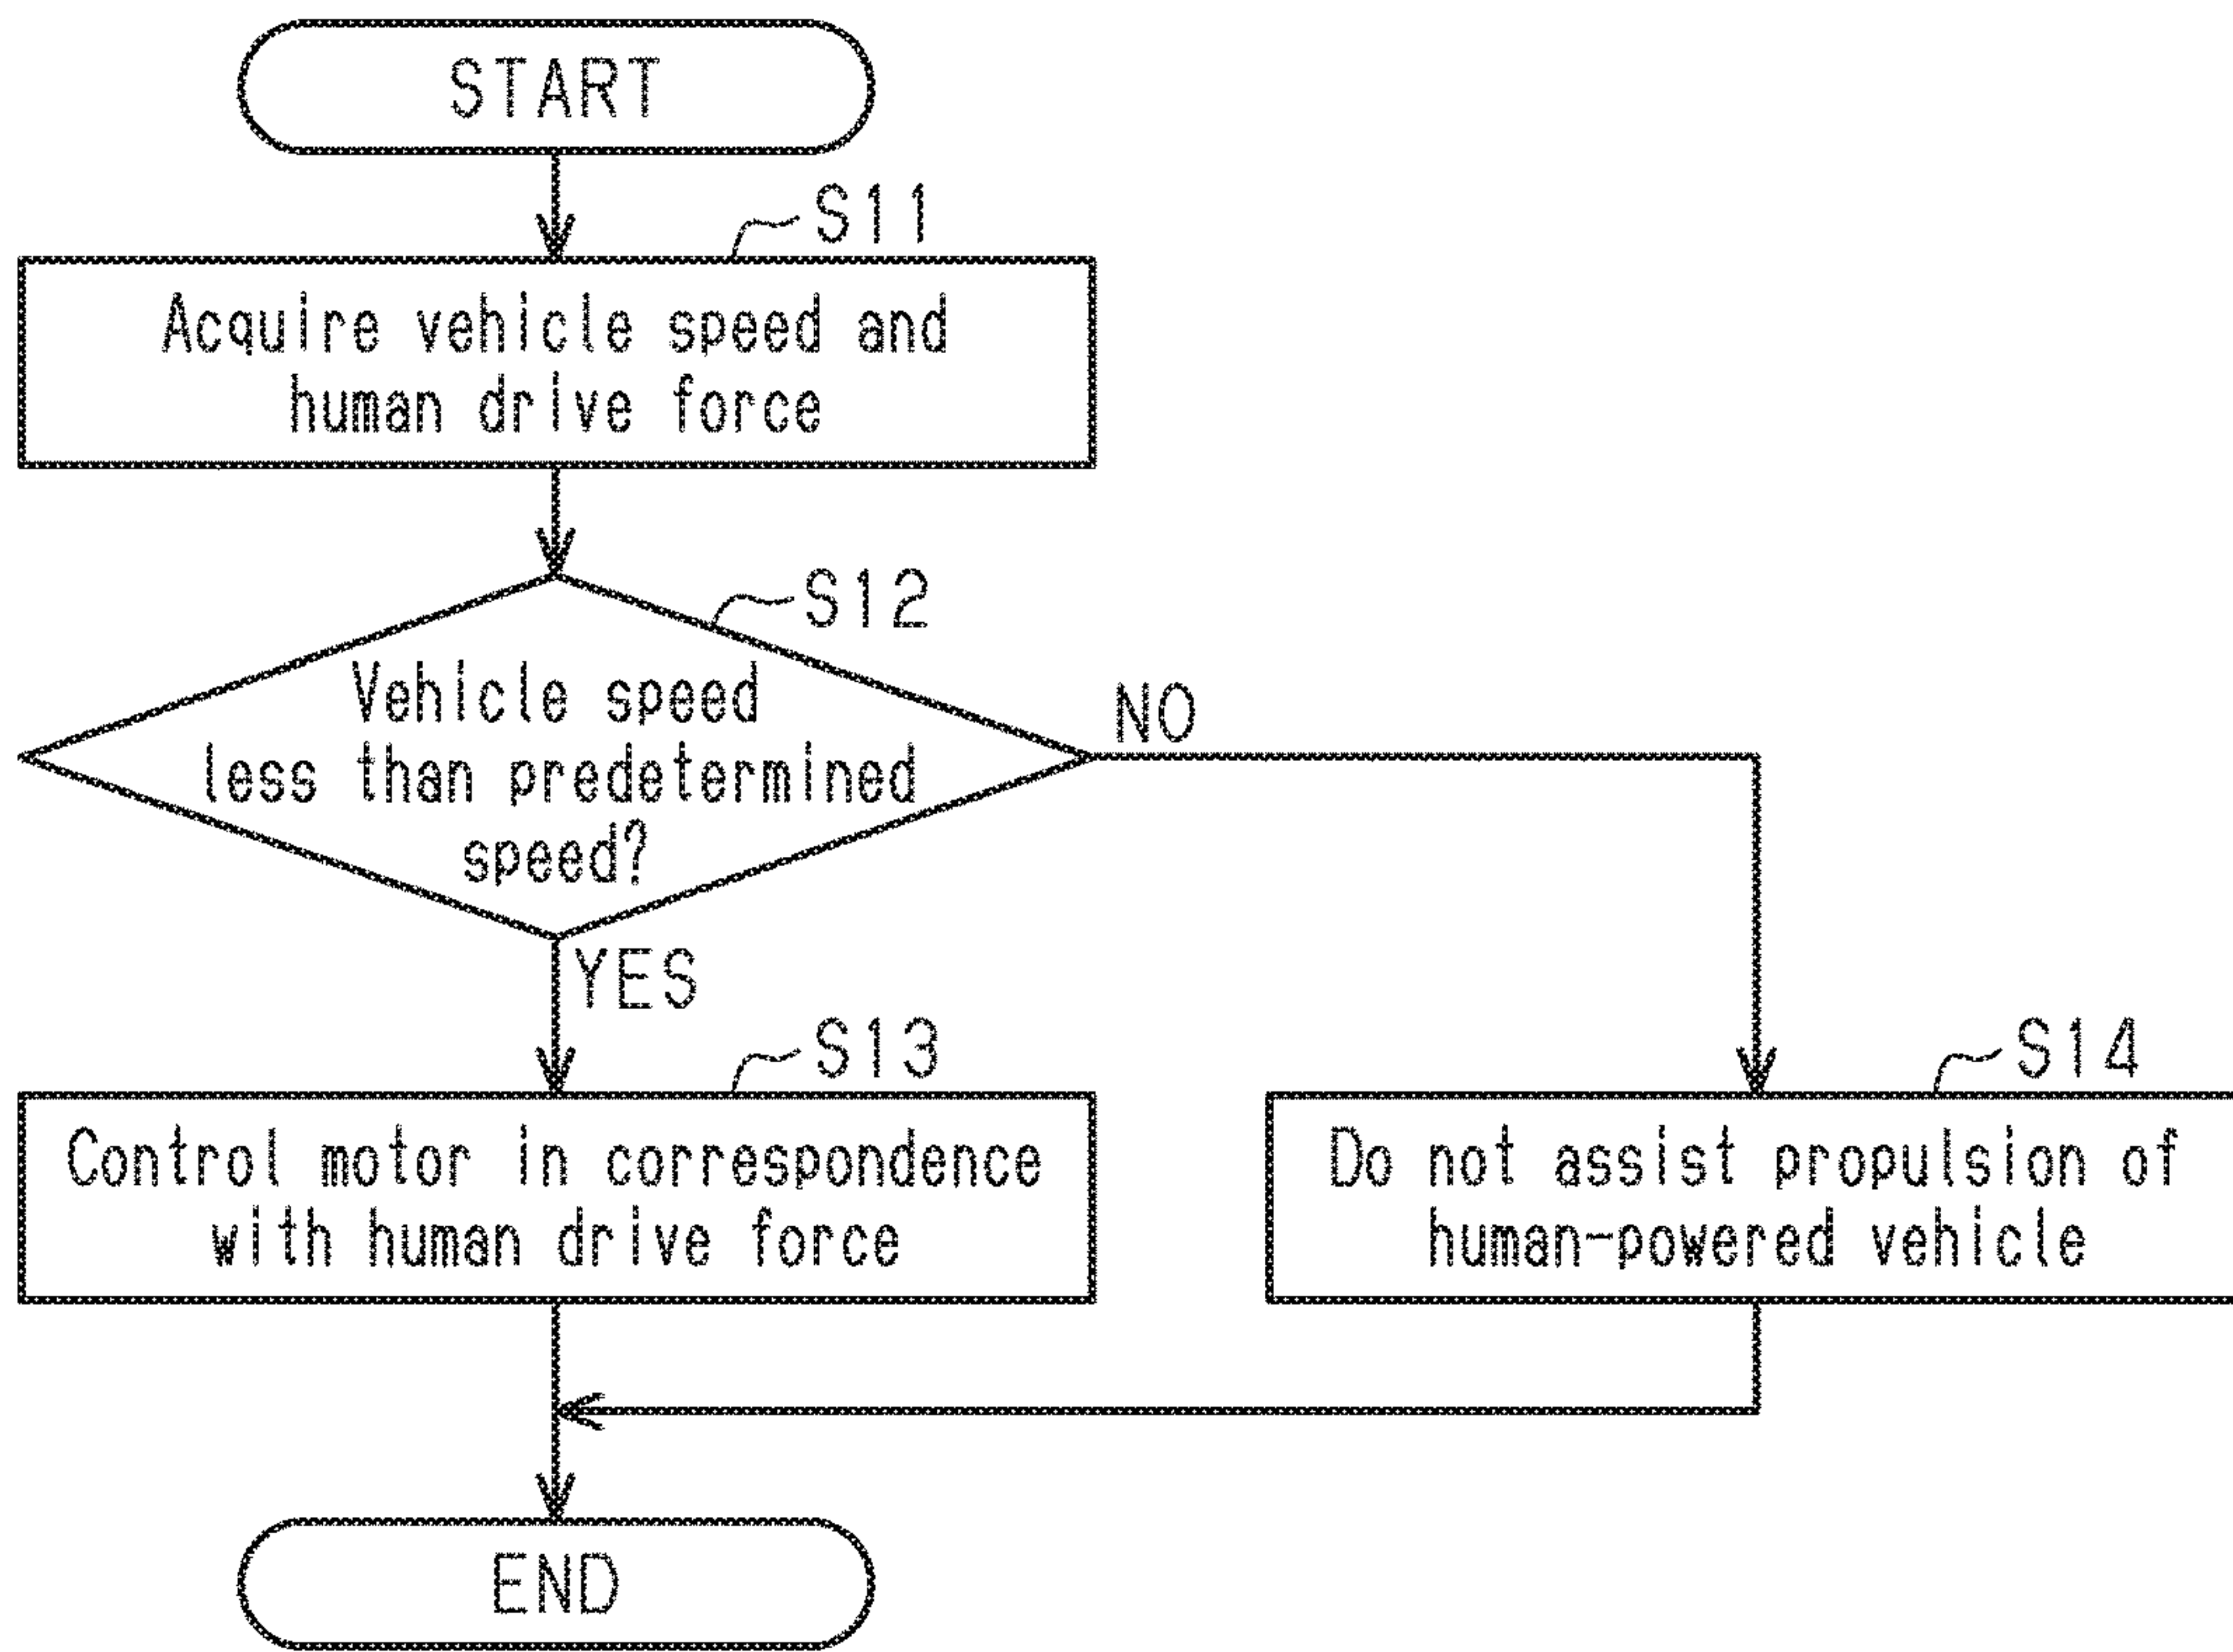 START
S11
Acquire vehicle speed and
human drive force
S12
Vehicle speed
less than predetermined
speed?
NO
YES
S13
Control motor in correspondence
with human drive force
S14
Do not assist propulsion of
human-powered vehicle
END